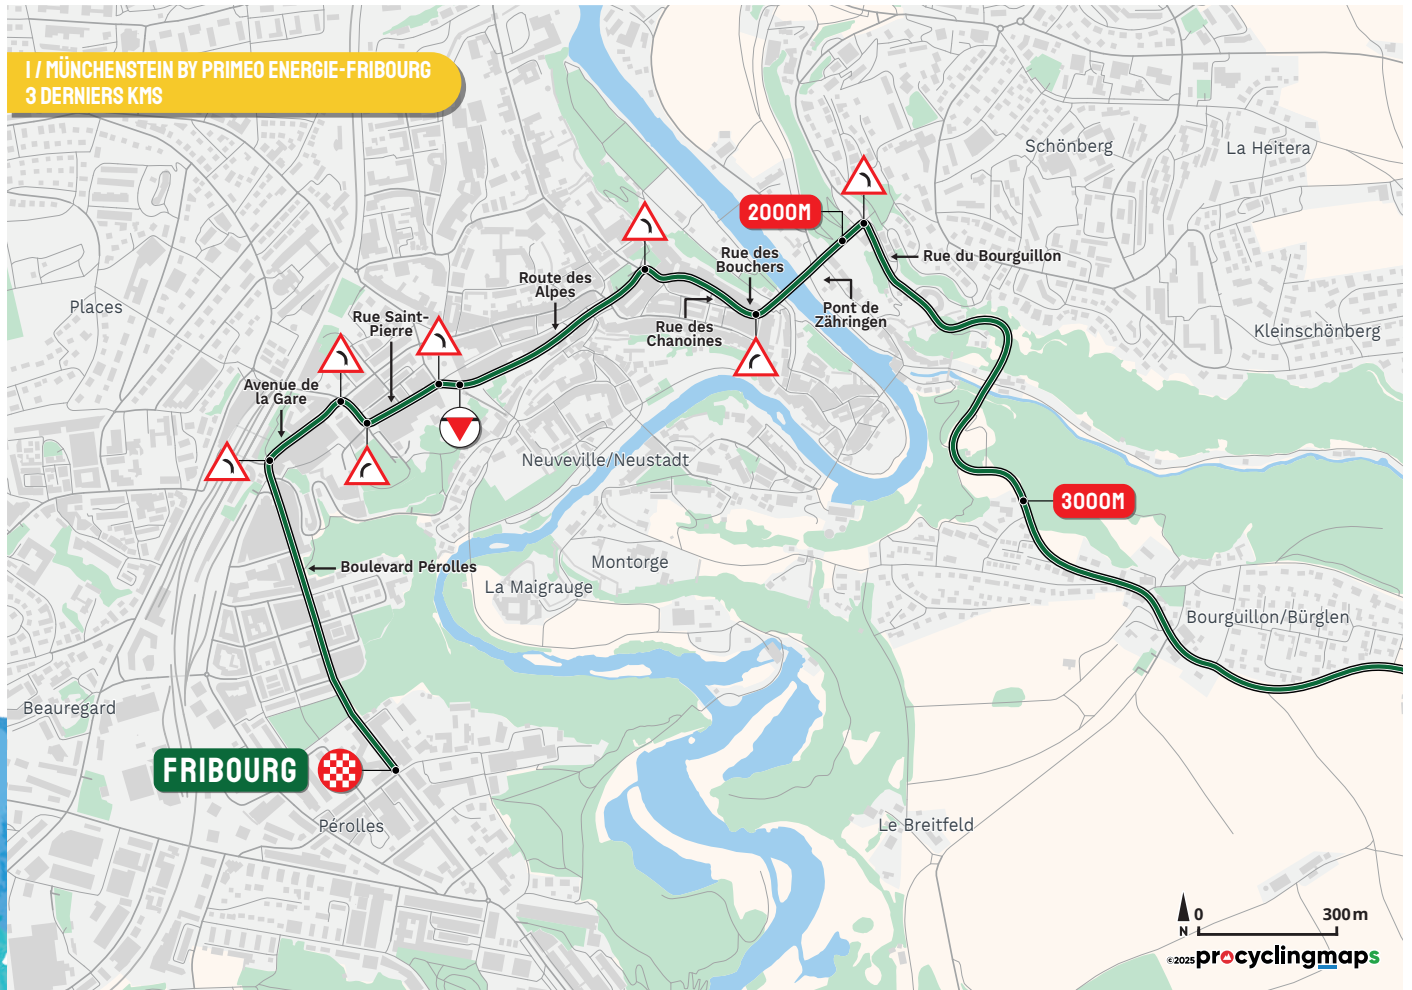 1 / MÜNCHENSTEIN BY PRIMEO ENERGIE-FRIBOURG
3 DERNIERS KMS
Schönberg
La Heitera
2000M
Rue des
Bouchers
Rue du Bourguillon
Route des
Alpes
Places
Rue Saint-
Pierre
Rue des
Chanoines
Pont de
Zähringen
Kleinschönberg
Avenue de
la Gare
Neuveville/Neustadt
3000M
Boulevard Pérolles
Montorge
La Maigrauge
Bourguillon/Bürglen
Beauregard
FRIBOURG
Pérolles
Le Breitfeld
N
0
300m
©2025 procyclingmaps